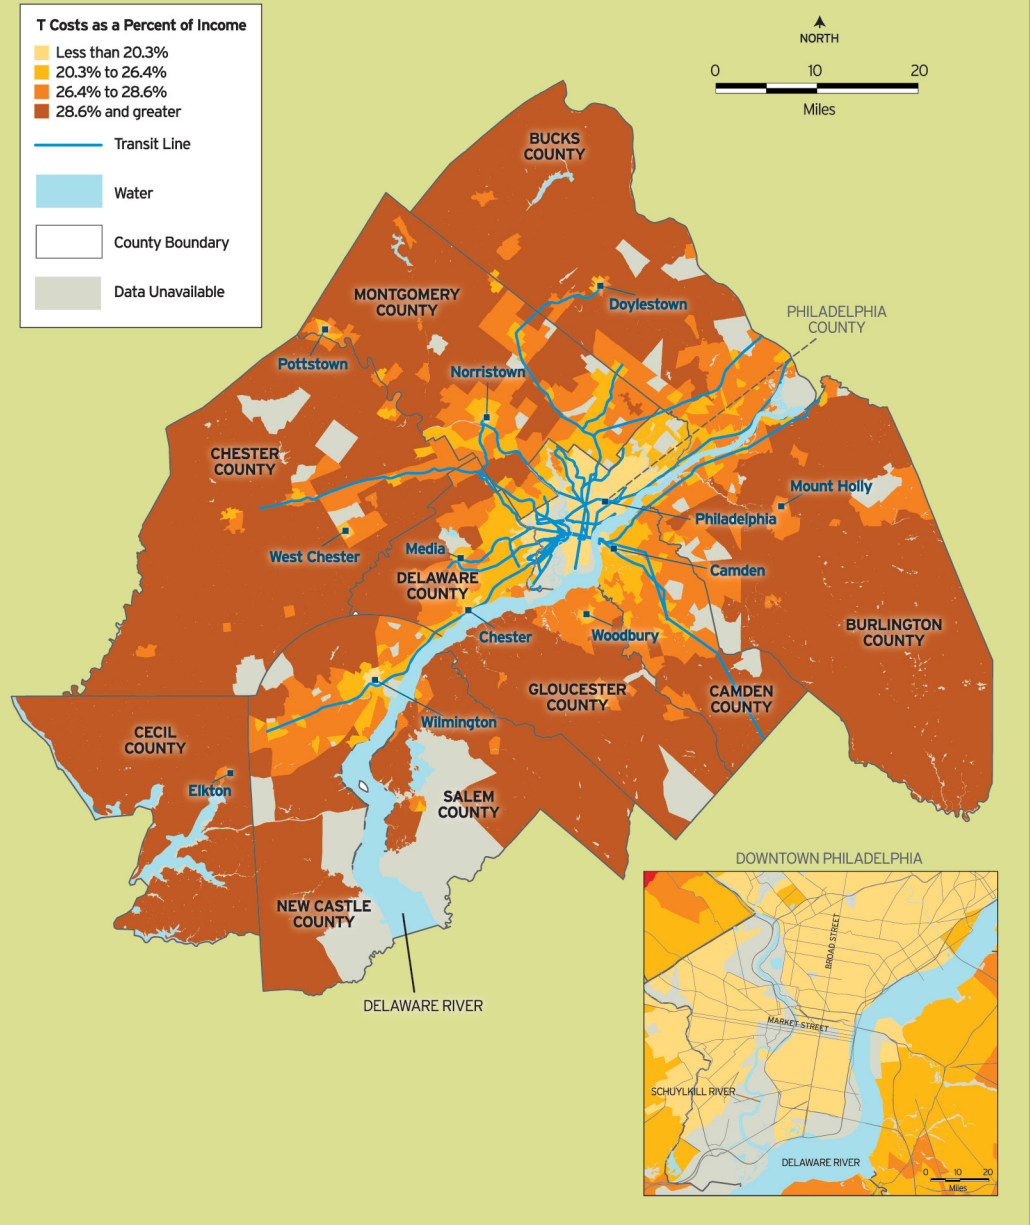 T Costs as a Percent of Income
Less than 20.3%
20.3% to 26.4%
26.4% to 28.6%
28.6% and greater
Transit Line
Water
County Boundary
Data Unavailable
NORTH
0 10 20
Miles
BUCKS
COUNTY
MONTGOMERY
COUNTY
Doylestown
PHILADELPHIA
COUNTY
Pottstown
Norristown
CHESTER
COUNTY
Mount Holly
Philadelphia
West Chester
Media
Camden
DELAWARE
COUNTY
Chester
Woodbury
BURLINGTON
COUNTY
GLOUCESTER
COUNTY
CAMDEN
COUNTY
Wilmington
CECIL
COUNTY
Elkton
SALEM
COUNTY
NEW CASTLE
COUNTY
DELAWARE RIVER
DOWNTOWN PHILADELPHIA
BROAD STREET
MARKET STREET
SCHUYLKILL RIVER
DELAWARE RIVER
0 10 20
Miles